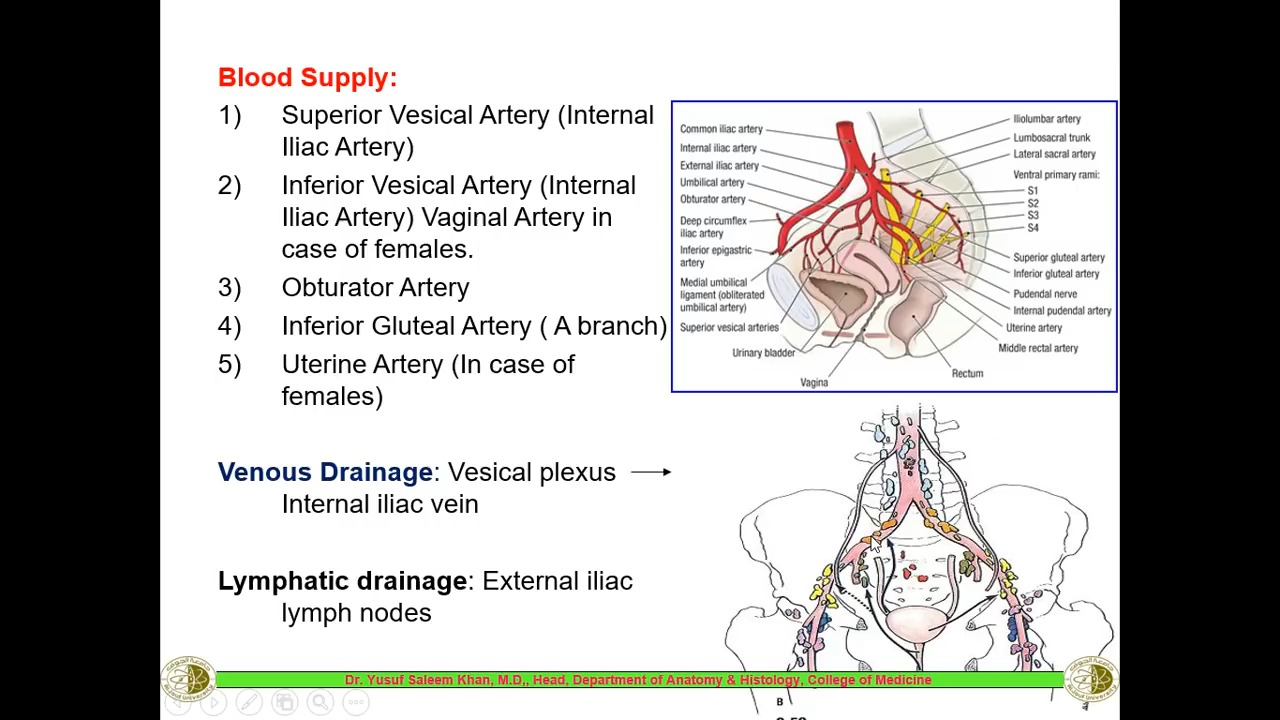 Blood Supply:
1) Superior Vesical Artery (Internal
Iliac Artery)
2) Inferior Vesical Artery (Internal
Iliac Artery) Vaginal Artery in
case of females.
3) Obturator Artery
4) Inferior Gluteal Artery ( A branch)
5) Uterine Artery (In case of
females)
Venous Drainage: Vesical plexus
Internal iliac vein
Lymphatic drainage: External iliac
lymph nodes
Common iliac artery
Internal iliac artery
External iliac artery
Umbilical artery
Obturator artery
Deep circumflex
iliac artery
Inferior epigastric
artery
Medial umbilical
ligament (obliterated
umbilical artery)
Superior vesical arteries
Urinary bladder
Vagina
Iliolumbar artery
Lumbosacral trunk
Lateral sacral artery
Ventral primary rami:
S1
S2
S3
S4
Superior gluteal artery
Inferior gluteal artery
Pudendal nerve
Internal pudendal artery
Uterine artery
Middle rectal artery
Rectum
Dr. Yusuf Saleem Khan, M.D,, Head, Department of Anatomy & Histology, College of Medicine
B